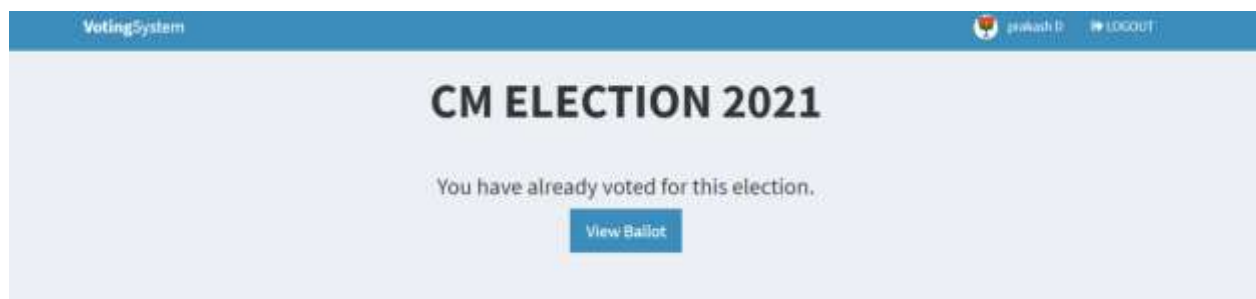 VotingSystem
prakash D LOGOUT
CM ELECTION 2021
You have already voted for this election.
View Ballot